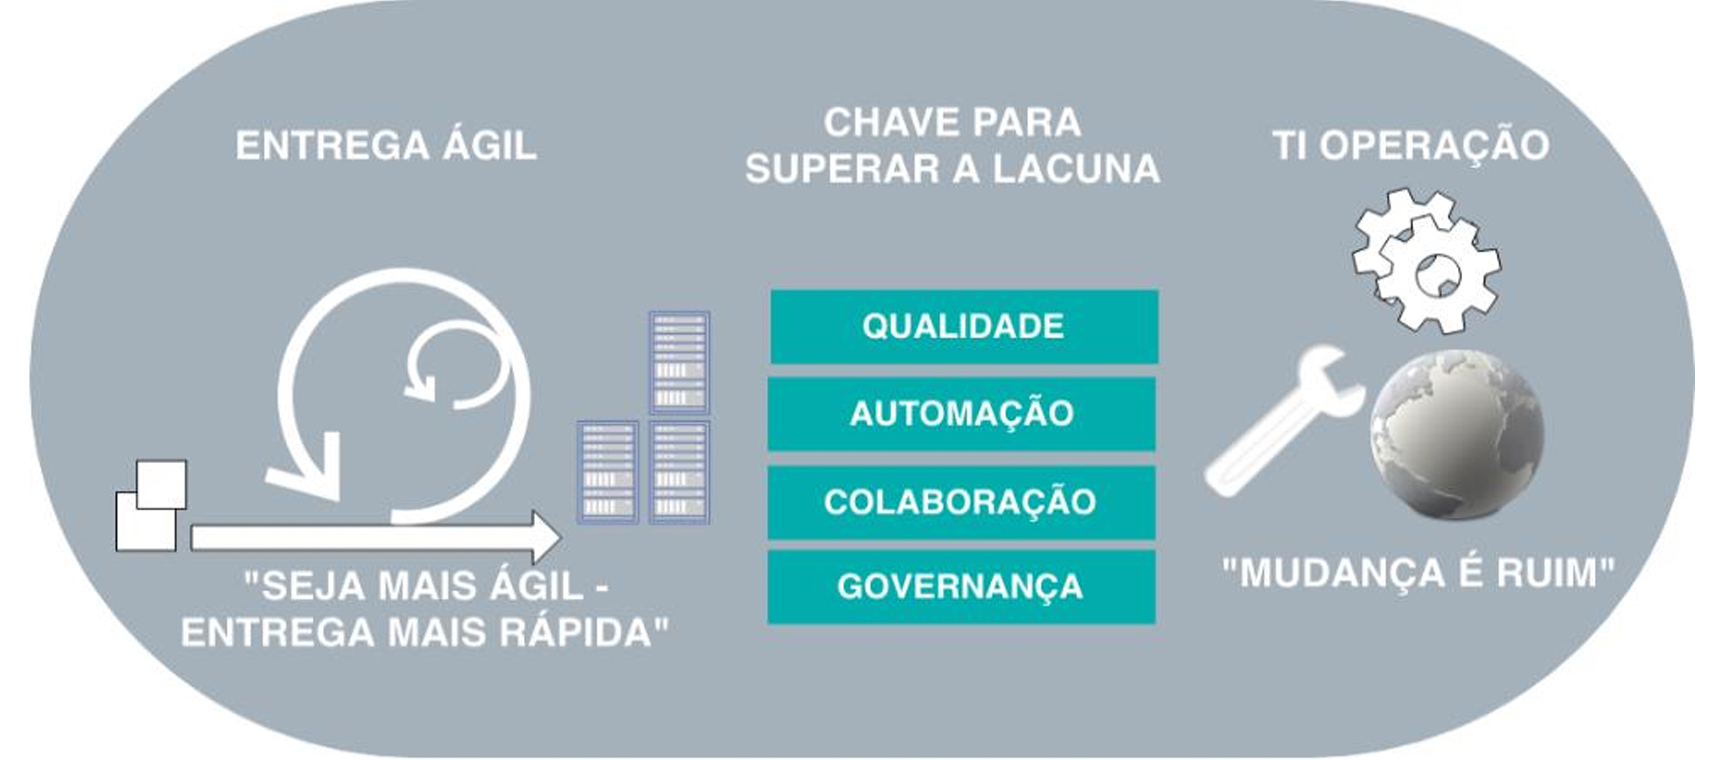 ENTREGA ÁGIL
"SEJA MAIS ÁGIL -
ENTREGA MAIS RÁPIDA"
CHAVE PARA
SUPERAR A LACUNA
QUALIDADE
AUTOMAÇÃO
COLABORAÇÃO
GOVERNANÇA
TI OPERAÇÃO
"MUDANÇA É RUIM"